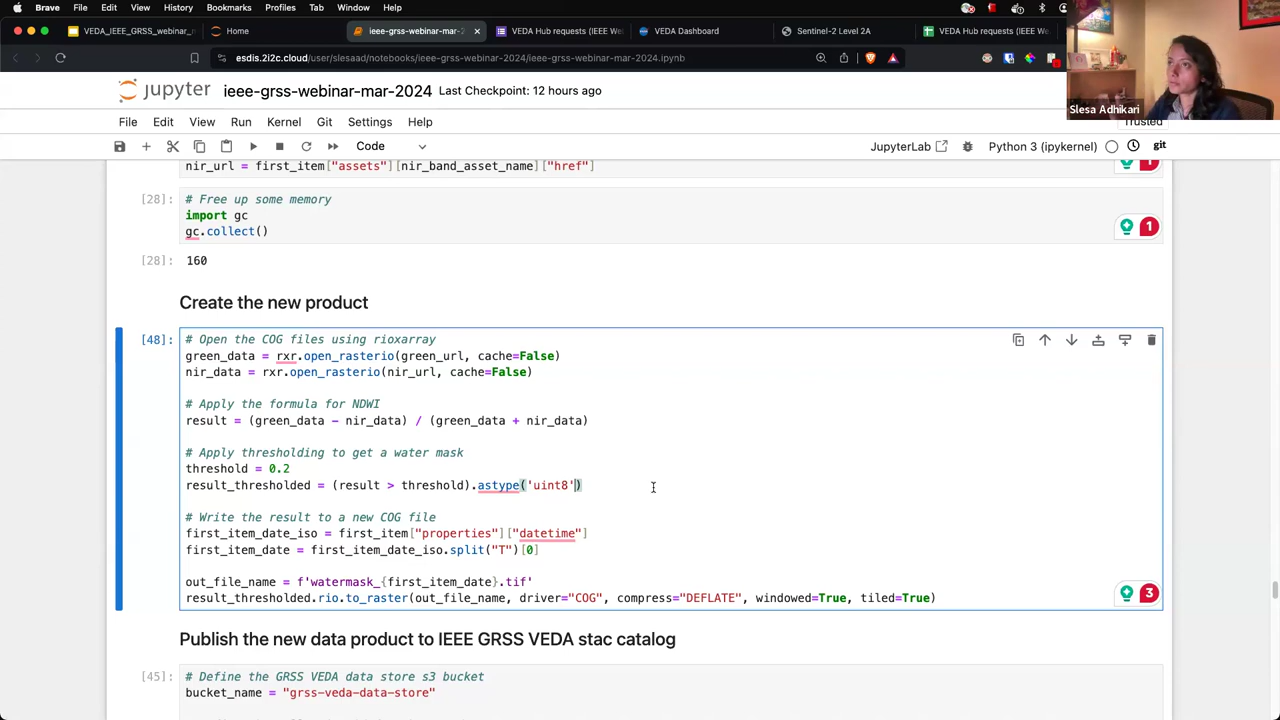 Brave File Edit View History Bookmarks Profiles Tab Window Help
VEDA_IEEE_GRSS_webinar_
Home
ieee-grss-webinar-mar-2
VEDA Hub requests (IEEE We
VEDA Dashboard
Sentinel-2 Level 2A
VEDA Hub requests (IEEE Wo
esdis.2i2c.cloud/user/slesaad/notebooks/ieee-grss-webinar-2024/ieee-grss-webinar-mar-2024.ipynb
Slesa Adhikari
jupyter ieee-grss-webinar-mar-2024 Last Checkpoint: 12 hours ago
Trusted
File Edit View Run Kernel Git Settings Help
Code
JupyterLab
Python 3 (ipykernel)
git
nir_url = first_item["assets"][nir_band_asset_name]["href"]
1
[28]:
# Free up some memory
import gc
gc.collect()
1
[28]: 160
Create the new product
[48]:
# Open the COG files using rioxarray
green_data = rxr.open_rasterio(green_url, cache=False)
nir_data = rxr.open_rasterio(nir_url, cache=False)
# Apply the formula for NDWI
result = (green_data - nir_data) / (green_data + nir_data)
# Apply thresholding to get a water mask
threshold = 0.2
result_thresholded = (result > threshold).astype('uint8')
# Write the result to a new COG file
first_item_date_iso = first_item["properties"]["datetime"]
first_item_date = first_item_date_iso.split("T")[0]
out_file_name = f'watermask_{first_item_date}.tif'
result_thresholded.rio.to_raster(out_file_name, driver="COG", compress="DEFLATE", windowed=True, tiled=True)
3
Publish the new data product to IEEE GRSS VEDA stac catalog
[45]:
# Define the GRSS VEDA data store s3 bucket
bucket_name = "grss-veda-data-store"